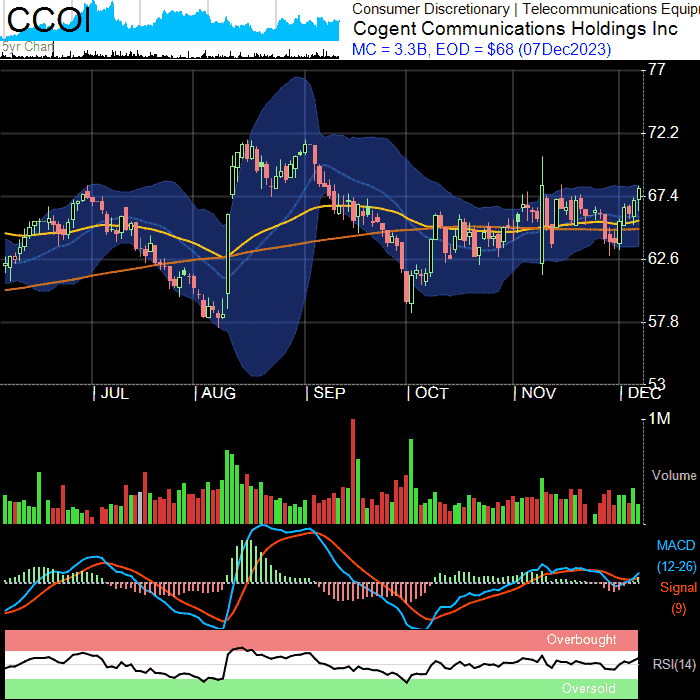 CCOI
5yr Chart
Consumer Discretionary | Telecommunications Equip
Cogent Communications Holdings Inc
MC = 3.3B, EOD = $68 (07Dec2023)
77
72.2
67.4
62.6
57.8
53
JUL AUG SEP OCT NOV DEC
1M
Volume
MACD
(12-26)
Signal
(9)
Overbought
RSI(14)
Oversold